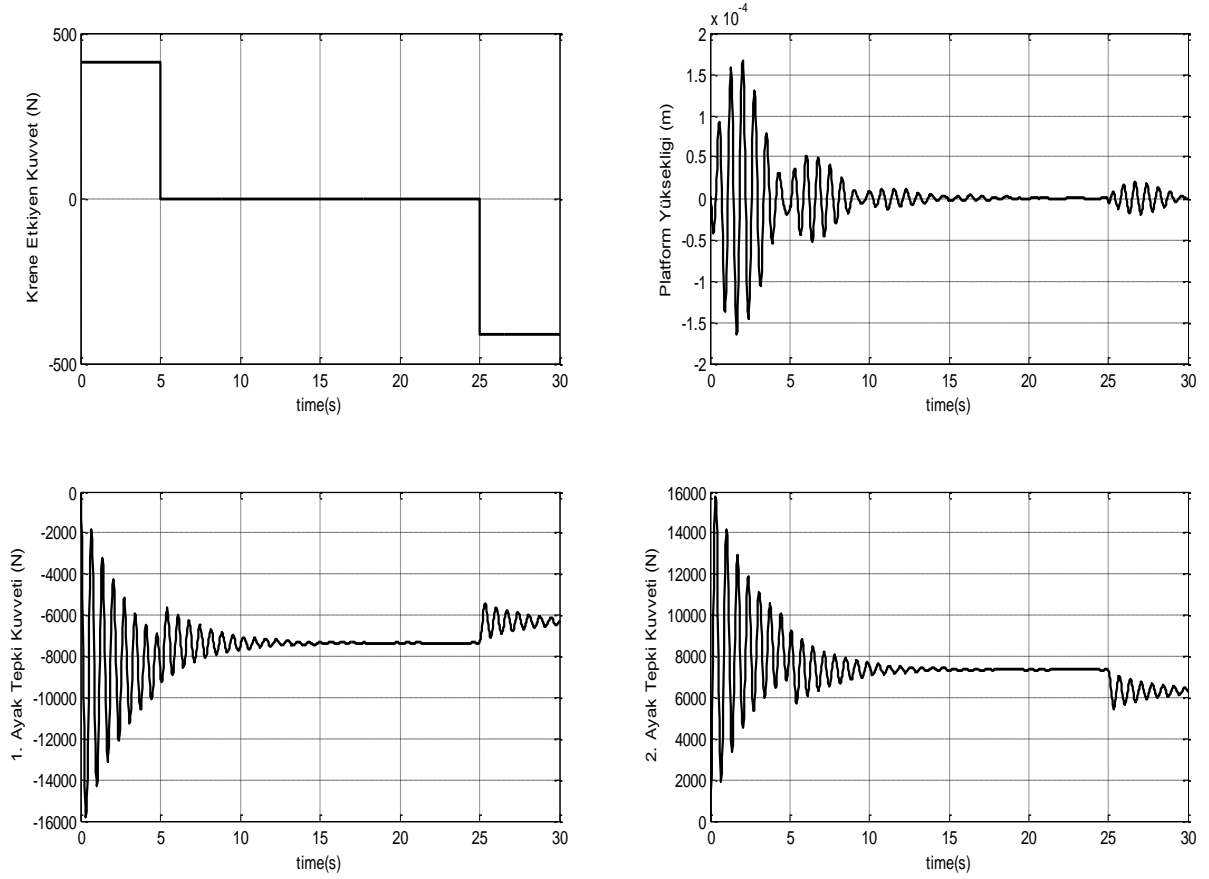 500
0
-500
Krene Etkiyen Kuvvet (N)
0 5 10 15 20 25 30
time(s)
x 10-4
2
1.5
1
0.5
0
-0.5
-1
-1.5
-2
Platform Yüksekligi (m)
0 5 10 15 20 25 30
time(s)
0
-2000
-4000
-6000
-8000
-10000
-12000
-14000
-16000
1. Ayak Tepki Kuvveti (N)
0 5 10 15 20 25 30
time(s)
16000
14000
12000
10000
8000
6000
4000
2000
0
2. Ayak Tepki Kuvveti (N)
0 5 10 15 20 25 30
time(s)